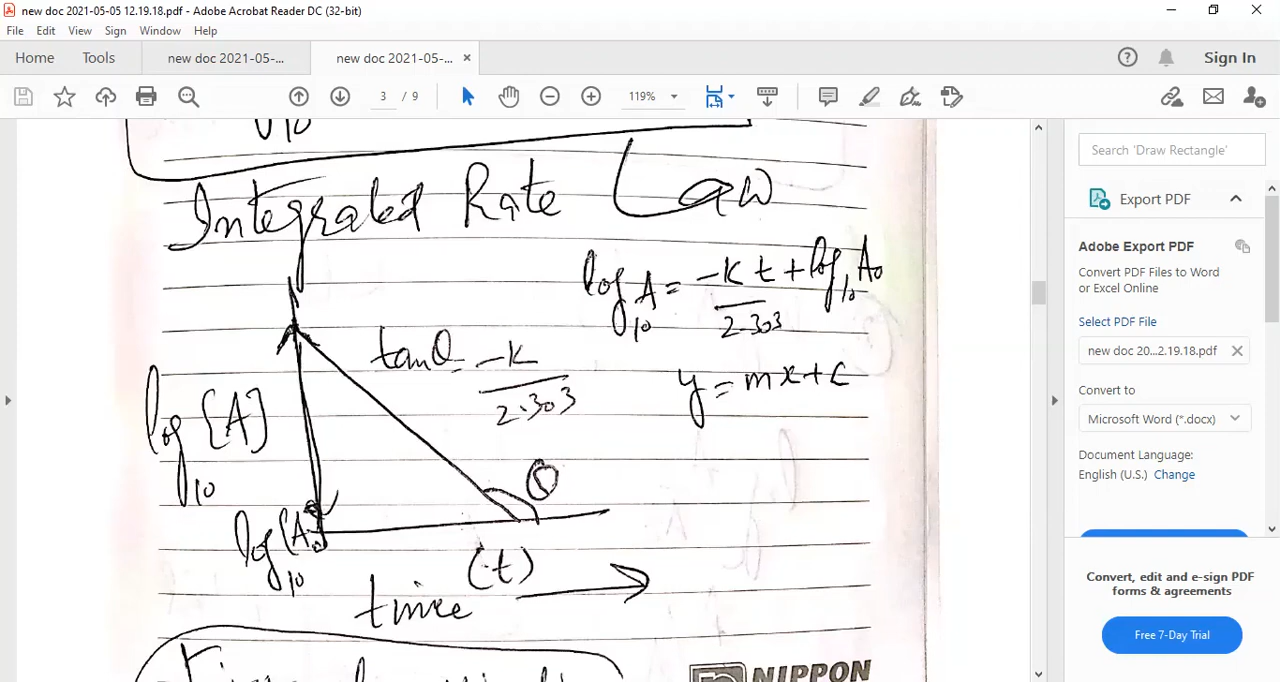 new doc 2021-05-05 12.19.18.pdf - Adobe Acrobat Reader DC (32-bit)
File Edit View Sign Window Help
Home Tools new doc 2021-05-... new doc 2021-05-... × Sign In
3 / 9 119%
10
Integrated Rate Law
log10 A = -K/2.303 t + log10 A0
tanθ = -K/2.303
y = mx + c
log10 [A]
θ
log10 [A0
(t)
time
NIPPON
Search 'Draw Rectangle'
Export PDF
Adobe Export PDF
Convert PDF Files to Word
or Excel Online
Select PDF File
new doc 20...2.19.18.pdf
Convert to
Microsoft Word (*.docx)
Document Language:
English (U.S.) Change
Convert, edit and e-sign PDF
forms & agreements
Free 7-Day Trial